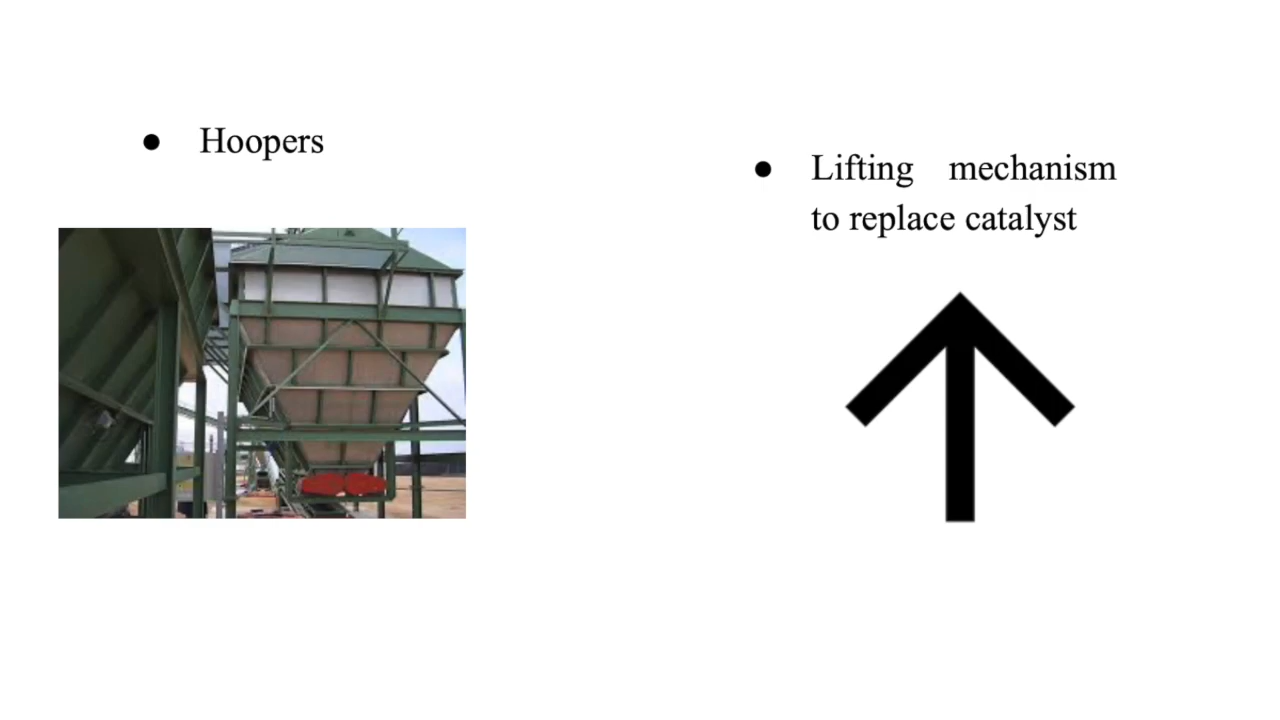 ● Hoopers
● Lifting mechanism
to replace catalyst